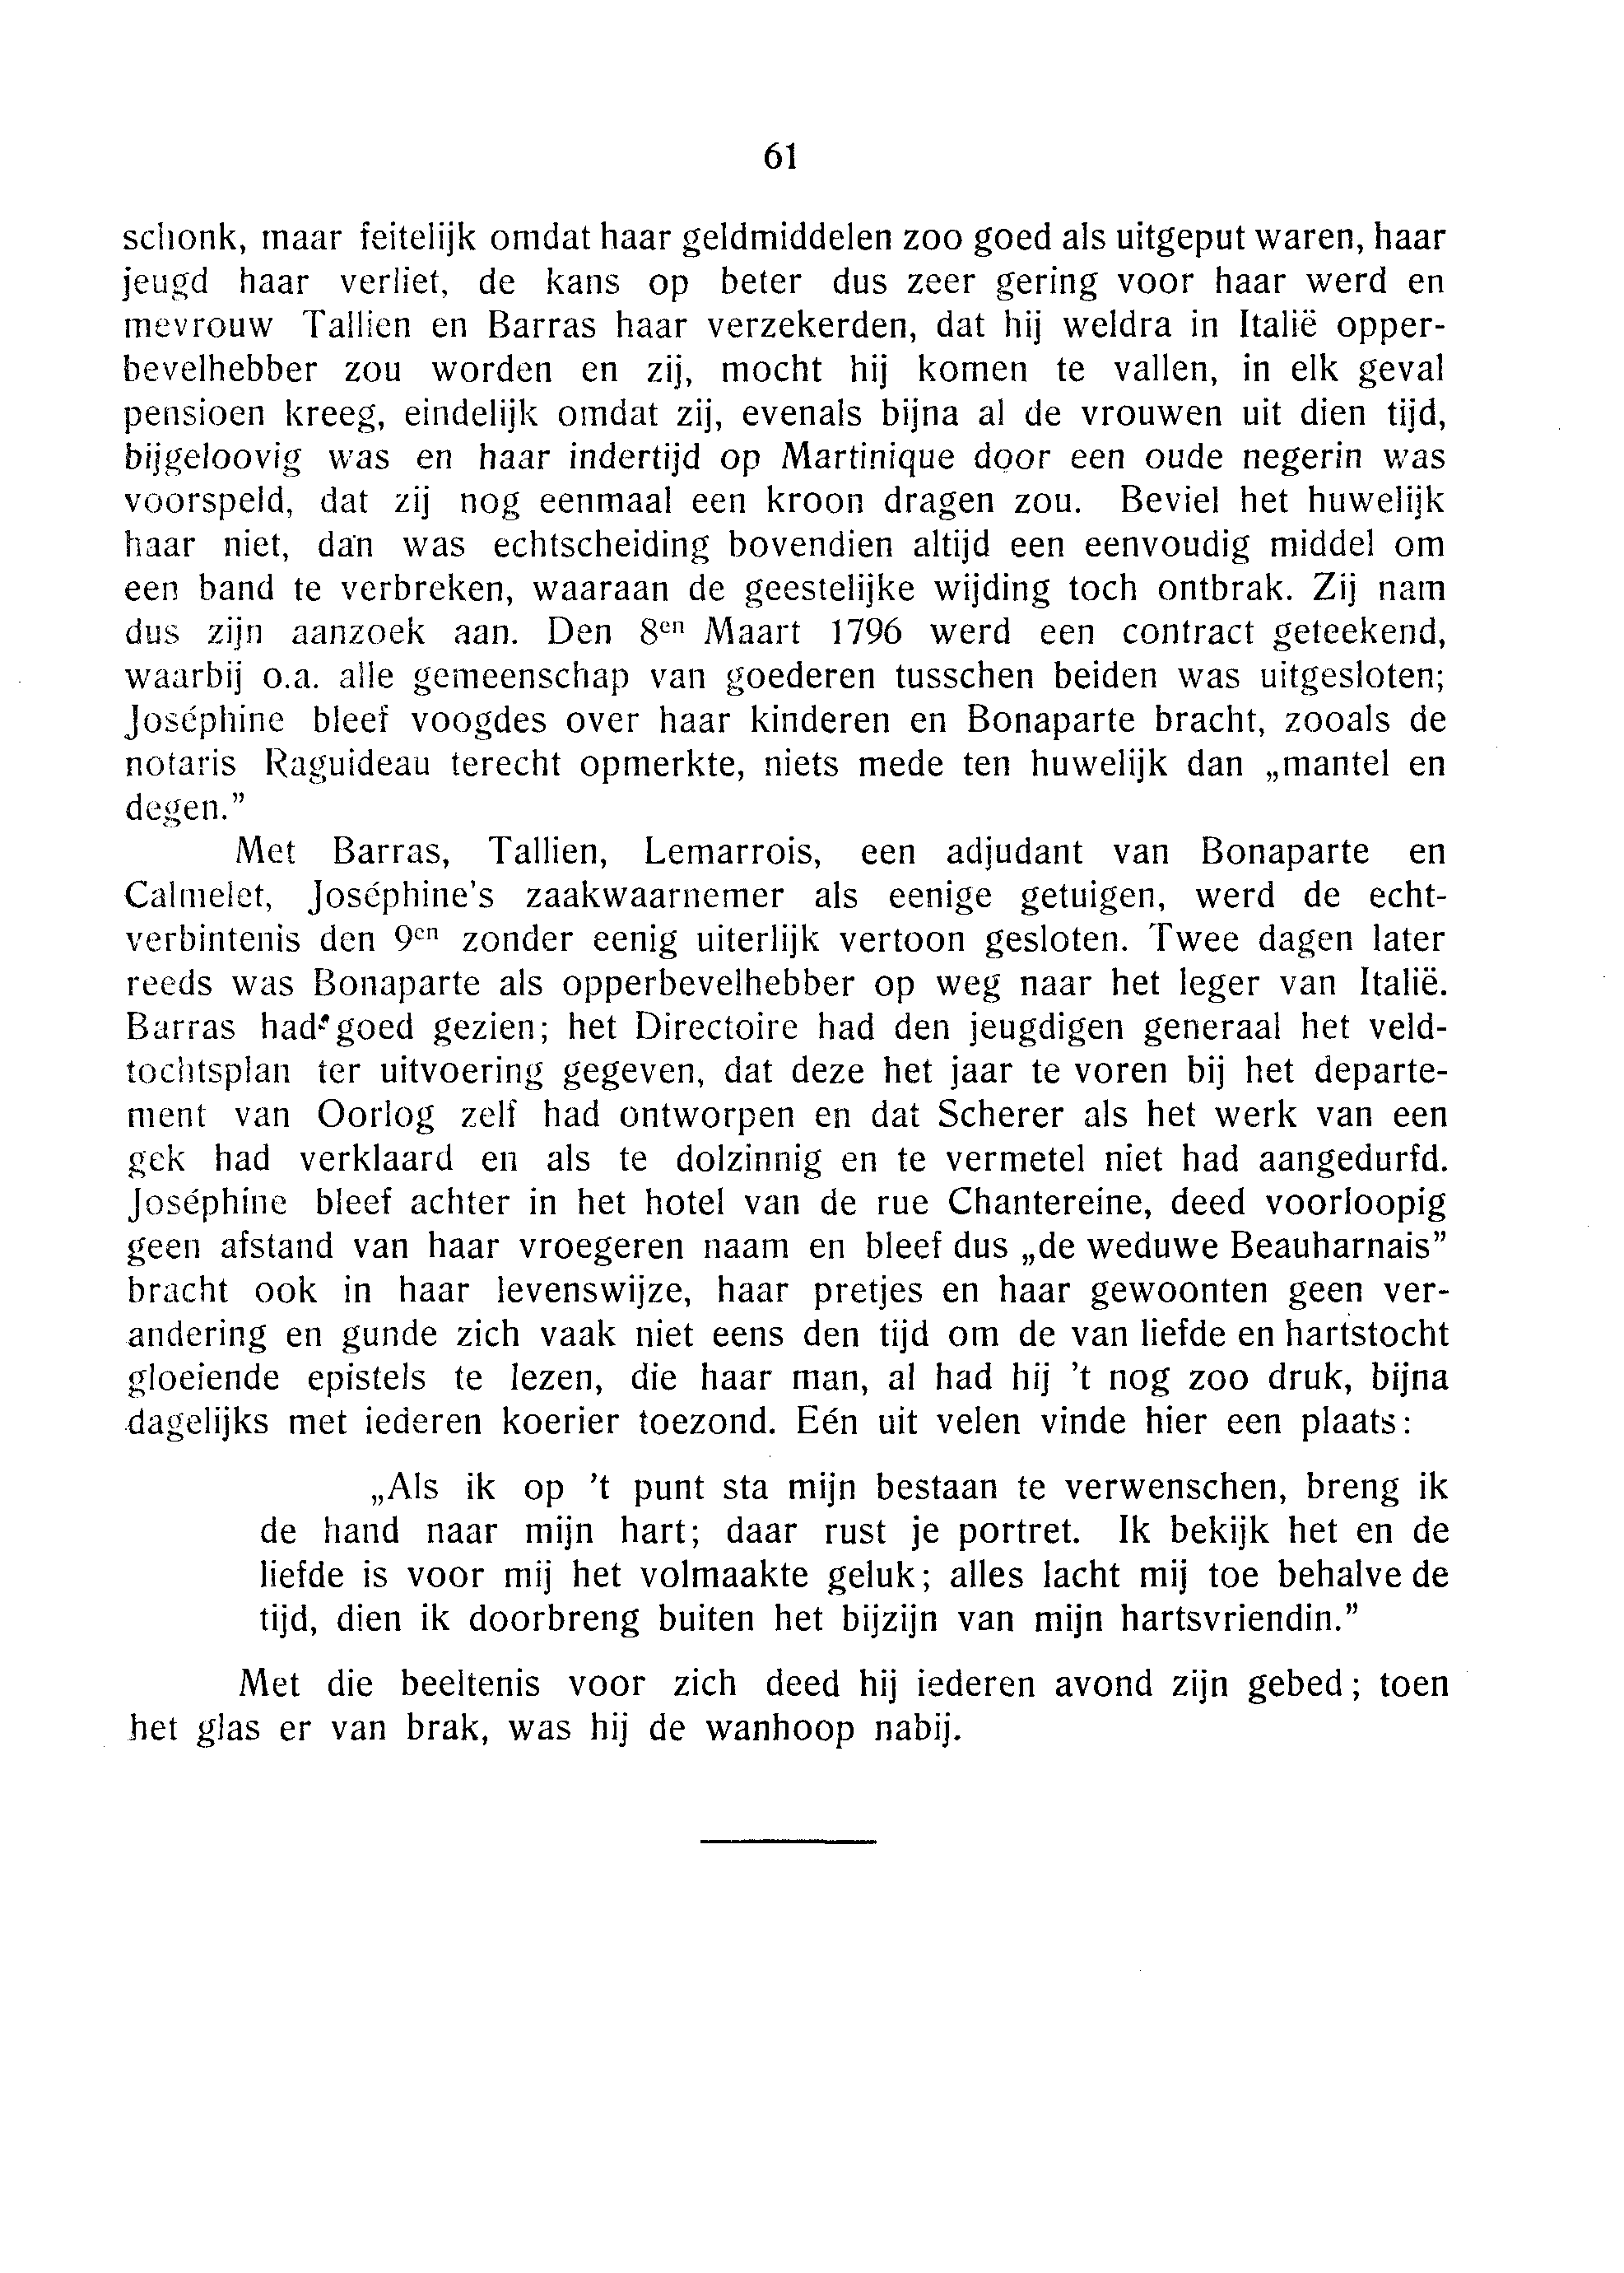 61
schonk, maar feitelijk omdat haar geldmiddelen zoo goed als uitgeput waren, haar
jeugd haar verliet, de kans op beter dus zeer gering voor haar werd en
mevrouw Tallien en Barras haar verzekerden, dat hij weldra in Italië opper-
bevelhebber zou worden en zij, mocht hij komen te vallen, in elk geval
pensioen kreeg, eindelijk omdat zij, evenals bijna al de vrouwen uit dien tijd,
bijgeloovig was en haar indertijd op Martinique door een oude negerin was
voorspeld, dat zij nog eenmaal een kroon dragen zou. Beviel het huwelijk
haar niet, dan was echtscheiding bovendien altijd een eenvoudig middel om
een band te verbreken, waaraan de geestelijke wijding toch ontbrak. Zij nam
dus zijn aanzoek aan. Den 8en Maart 1796 werd een contract geteekend,
waarbij o.a. alle gemeenschap van goederen tusschen beiden was uitgesloten;
Joséphine bleef voogdes over haar kinderen en Bonaparte bracht, zooals de
notaris Raguideau terecht opmerkte, niets mede ten huwelijk dan „mantel en
degen.”
Met Barras, Tallien, Lemarrois, een adjudant van Bonaparte en
Calmelet, Joséphine's zaakwaarnemer als eenige getuigen, werd de echt-
verbintenis den 9en zonder eenig uiterlijk vertoon gesloten. Twee dagen later
reeds was Bonaparte als opperbevelhebber op weg naar het leger van Italië.
Barras had goed gezien; het Directoire had den jeugdigen generaal het veld-
tochtsplan ter uitvoering gegeven, dat deze het jaar te voren bij het departe-
ment van Oorlog zelf had ontworpen en dat Scherer als het werk van een
gek had verklaard en als te dolzinnig en te vermetel niet had aangedurfd.
Joséphine bleef achter in het hotel van de rue Chantereine, deed voorloopig
geen afstand van haar vroegeren naam en bleef dus „de weduwe Beauharnais”
bracht ook in haar levenswijze, haar pretjes en haar gewoonten geen ver-
andering en gunde zich vaak niet eens den tijd om de van liefde en hartstocht
gloeiende epistels te lezen, die haar man, al had hij 't nog zoo druk, bijna
dagelijks met iederen koerier toezond. Eén uit velen vinde hier een plaats:
„Als ik op 't punt sta mijn bestaan te verwenschen, breng ik
de hand naar mijn hart; daar rust je portret. Ik bekijk het en de
liefde is voor mij het volmaakte geluk; alles lacht mij toe behalve de
tijd, dien ik doorbreng buiten het bijzijn van mijn hartsvriendin.”
Met die beeltenis voor zich deed hij iederen avond zijn gebed; toen
het glas er van brak, was hij de wanhoop nabij.